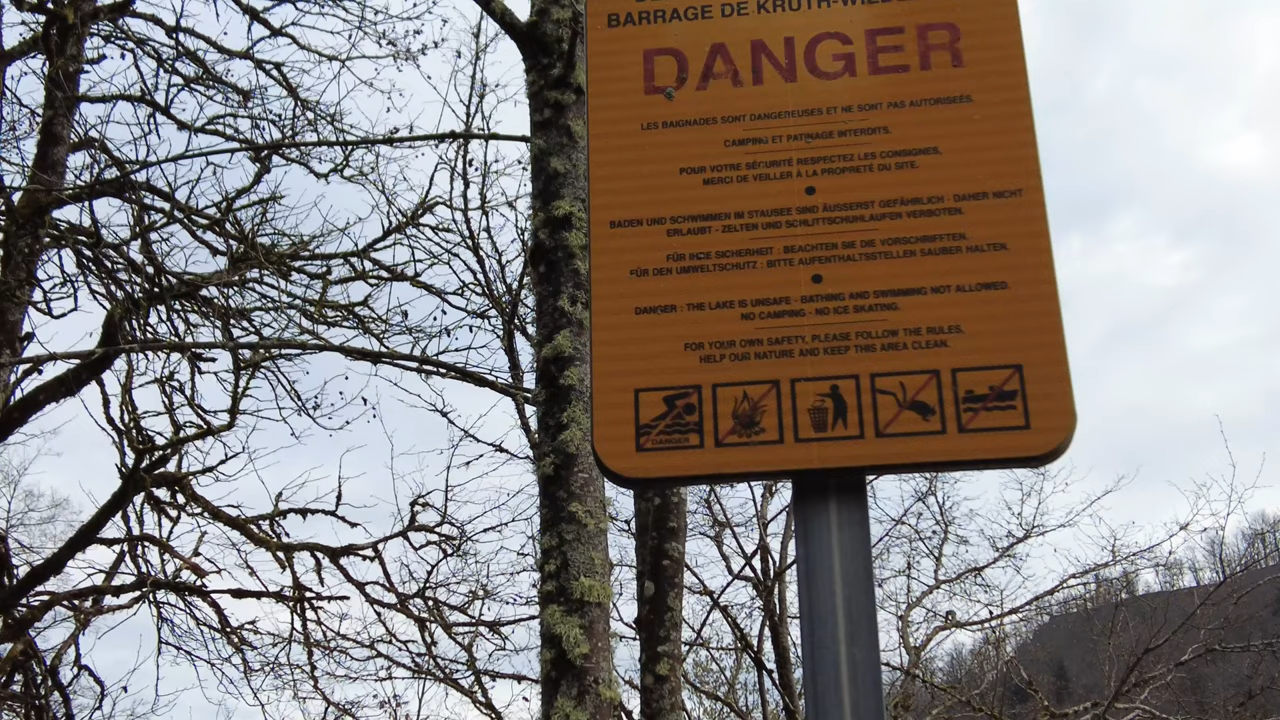 BARRAGE DE KRUTH-WILDE
DANGER
LES BAIGNADES SONT DANGEREUSES ET NE SONT PAS AUTORISÉES.
CAMPING ET PATINAGE INTERDITS.
POUR VOTRE SÉCURITÉ RESPECTEZ LES CONSIGNES,
MERCI DE VEILLER À LA PROPRETÉ DU SITE.
BADEN UND SCHWIMMEN IM STAUSEE SIND ÄUSSERST GEFÄHRLICH - DAHER NICHT
ERLAUBT - ZELTEN UND SCHLITTSCHUHLAUFEN VERBOTEN.
FÜR IHRE SICHERHEIT : BEACHTEN SIE DIE VORSCHRIFFTEN.
FÜR DEN UMWELTSCHUTZ : BITTE AUFENTHALTSSTELLEN SAUBER HALTEN.
DANGER : THE LAKE IS UNSAFE - BATHING AND SWIMMING NOT ALLOWED.
NO CAMPING - NO ICE SKATING.
FOR YOUR OWN SAFETY, PLEASE FOLLOW THE RULES,
HELP OUR NATURE AND KEEP THIS AREA CLEAN.
DANGER